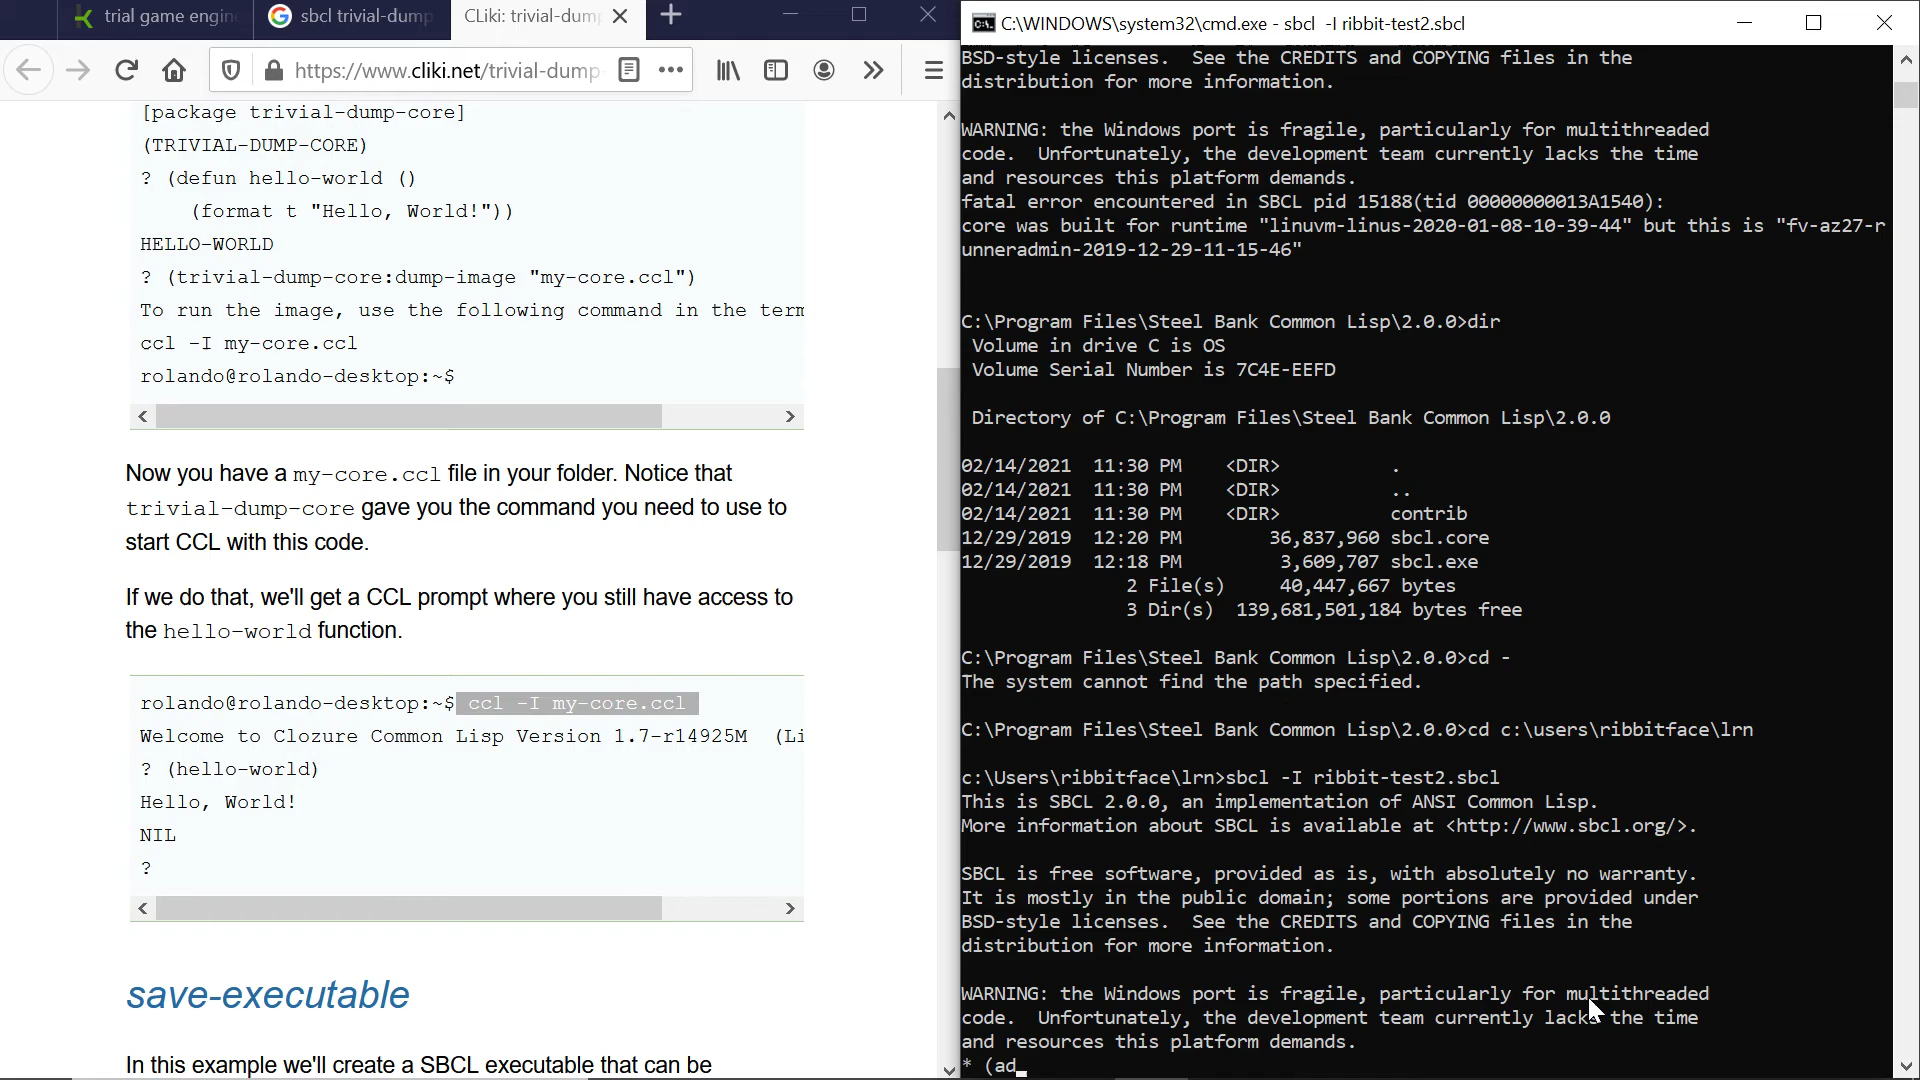 trial game engin
sbcl trivial-dump
CLiki: trivial-dump
https://www.cliki.net/trivial-dump-
[package trivial-dump-core]
(TRIVIAL-DUMP-CORE)
? (defun hello-world ()
(format t "Hello, World!"))
HELLO-WORLD
? (trivial-dump-core:dump-image "my-core.ccl")
To run the image, use the following command in the term
ccl -I my-core.ccl
rolando@rolando-desktop:~$
Now you have a my-core.ccl file in your folder. Notice that
trivial-dump-core gave you the command you need to use to
start CCL with this code.
If we do that, we'll get a CCL prompt where you still have access to
the hello-world function.
rolando@rolando-desktop:~$ ccl -I my-core.ccl
Welcome to Clozure Common Lisp Version 1.7-r14925M (Li
? (hello-world)
Hello, World!
NIL
?
save-executable
In this example we'll create a SBCL executable that can be
C:\WINDOWS\system32\cmd.exe - sbcl -I ribbit-test2.sbcl
BSD-style licenses. See the CREDITS and COPYING files in the
distribution for more information.
WARNING: the Windows port is fragile, particularly for multithreaded
code. Unfortunately, the development team currently lacks the time
and resources this platform demands.
fatal error encountered in SBCL pid 15188(tid 00000000013A1540):
core was built for runtime "linuvm-linus-2020-01-08-10-39-44" but this is "fv-az27-r
unneradmin-2019-12-29-11-15-46"
C:\Program Files\Steel Bank Common Lisp\2.0.0>dir
Volume in drive C is OS
Volume Serial Number is 7C4E-EEFD
Directory of C:\Program Files\Steel Bank Common Lisp\2.0.0
02/14/2021 11:30 PM <DIR> .
02/14/2021 11:30 PM <DIR> ..
02/14/2021 11:30 PM <DIR> contrib
12/29/2019 12:20 PM 36,837,960 sbcl.core
12/29/2019 12:18 PM 3,609,707 sbcl.exe
2 File(s) 40,447,667 bytes
3 Dir(s) 139,681,501,184 bytes free
C:\Program Files\Steel Bank Common Lisp\2.0.0>cd -
The system cannot find the path specified.
C:\Program Files\Steel Bank Common Lisp\2.0.0>cd c:\users\ribbitface\lrn
c:\Users\ribbitface\lrn>sbcl -I ribbit-test2.sbcl
This is SBCL 2.0.0, an implementation of ANSI Common Lisp.
More information about SBCL is available at <http://www.sbcl.org/>.
SBCL is free software, provided as is, with absolutely no warranty.
It is mostly in the public domain; some portions are provided under
BSD-style licenses. See the CREDITS and COPYING files in the
distribution for more information.
WARNING: the Windows port is fragile, particularly for multithreaded
code. Unfortunately, the development team currently lacks the time
and resources this platform demands.
* (ad_